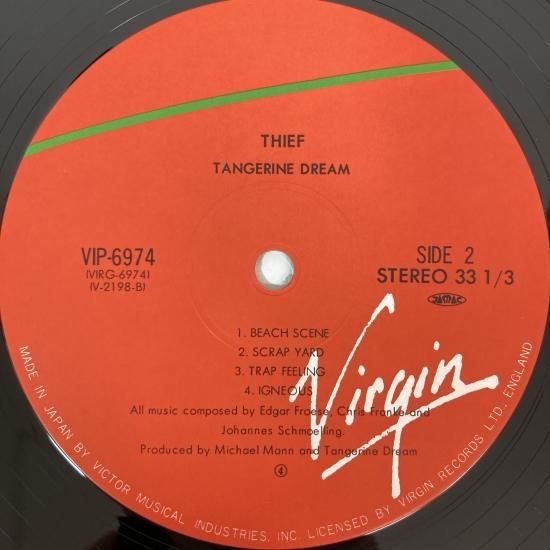 THIEF
TANGERINE DREAM
VIP-6974
(VIRG-6974)
(V-2198-B)
SIDE 2
STEREO 33 1/3
JASRAC
1. BEACH SCENE
2. SCRAP YARD
3. TRAP FEELING
4. IGNEOUS
Virgin
All music composed by Edgar Froese, Chris Franke and
Johannes Schmoelling.
Produced by Michael Mann and Tangerine Dream
④
MADE IN JAPAN BY VICTOR MUSICAL INDUSTRIES, INC. LICENSED BY VIRGIN RECORDS LTD. ENGLAND